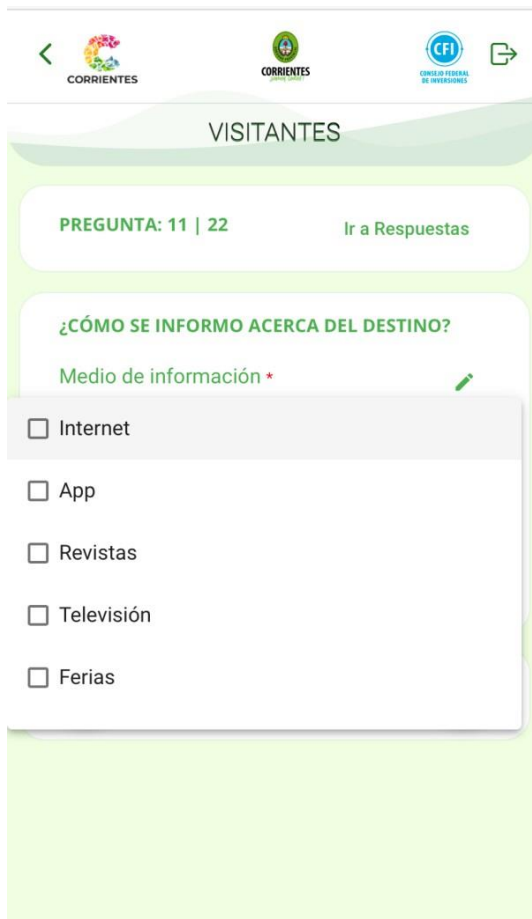 CORRIENTES
CORRIENTES
CFI
CONSEJO FEDERAL
DE INVERSIONES
VISITANTES
PREGUNTA: 11 | 22
Ir a Respuestas
¿CÓMO SE INFORMO ACERCA DEL DESTINO?
Medio de información *
Internet
App
Revistas
Televisión
Ferias